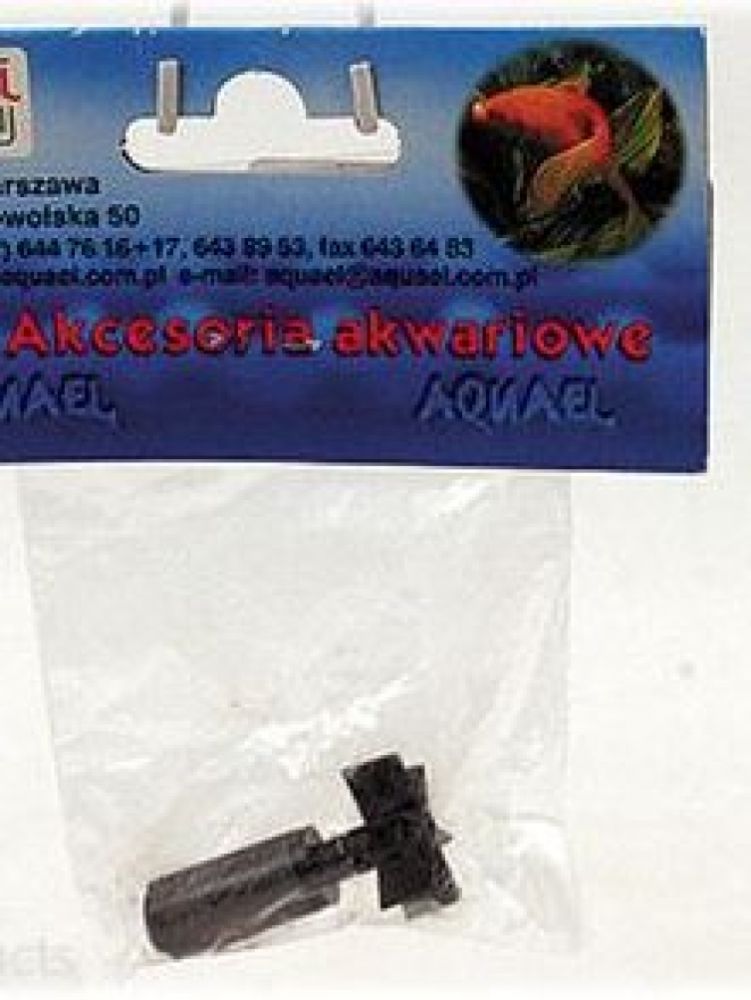 arszawa
wolska 50
) 644 76 16+17, 643 89 53, fax 643 64 83
aquael.com.pl e-mail: aquael@aquael.com.pl
Akcesoria akwariowe
AEL AQUAEL